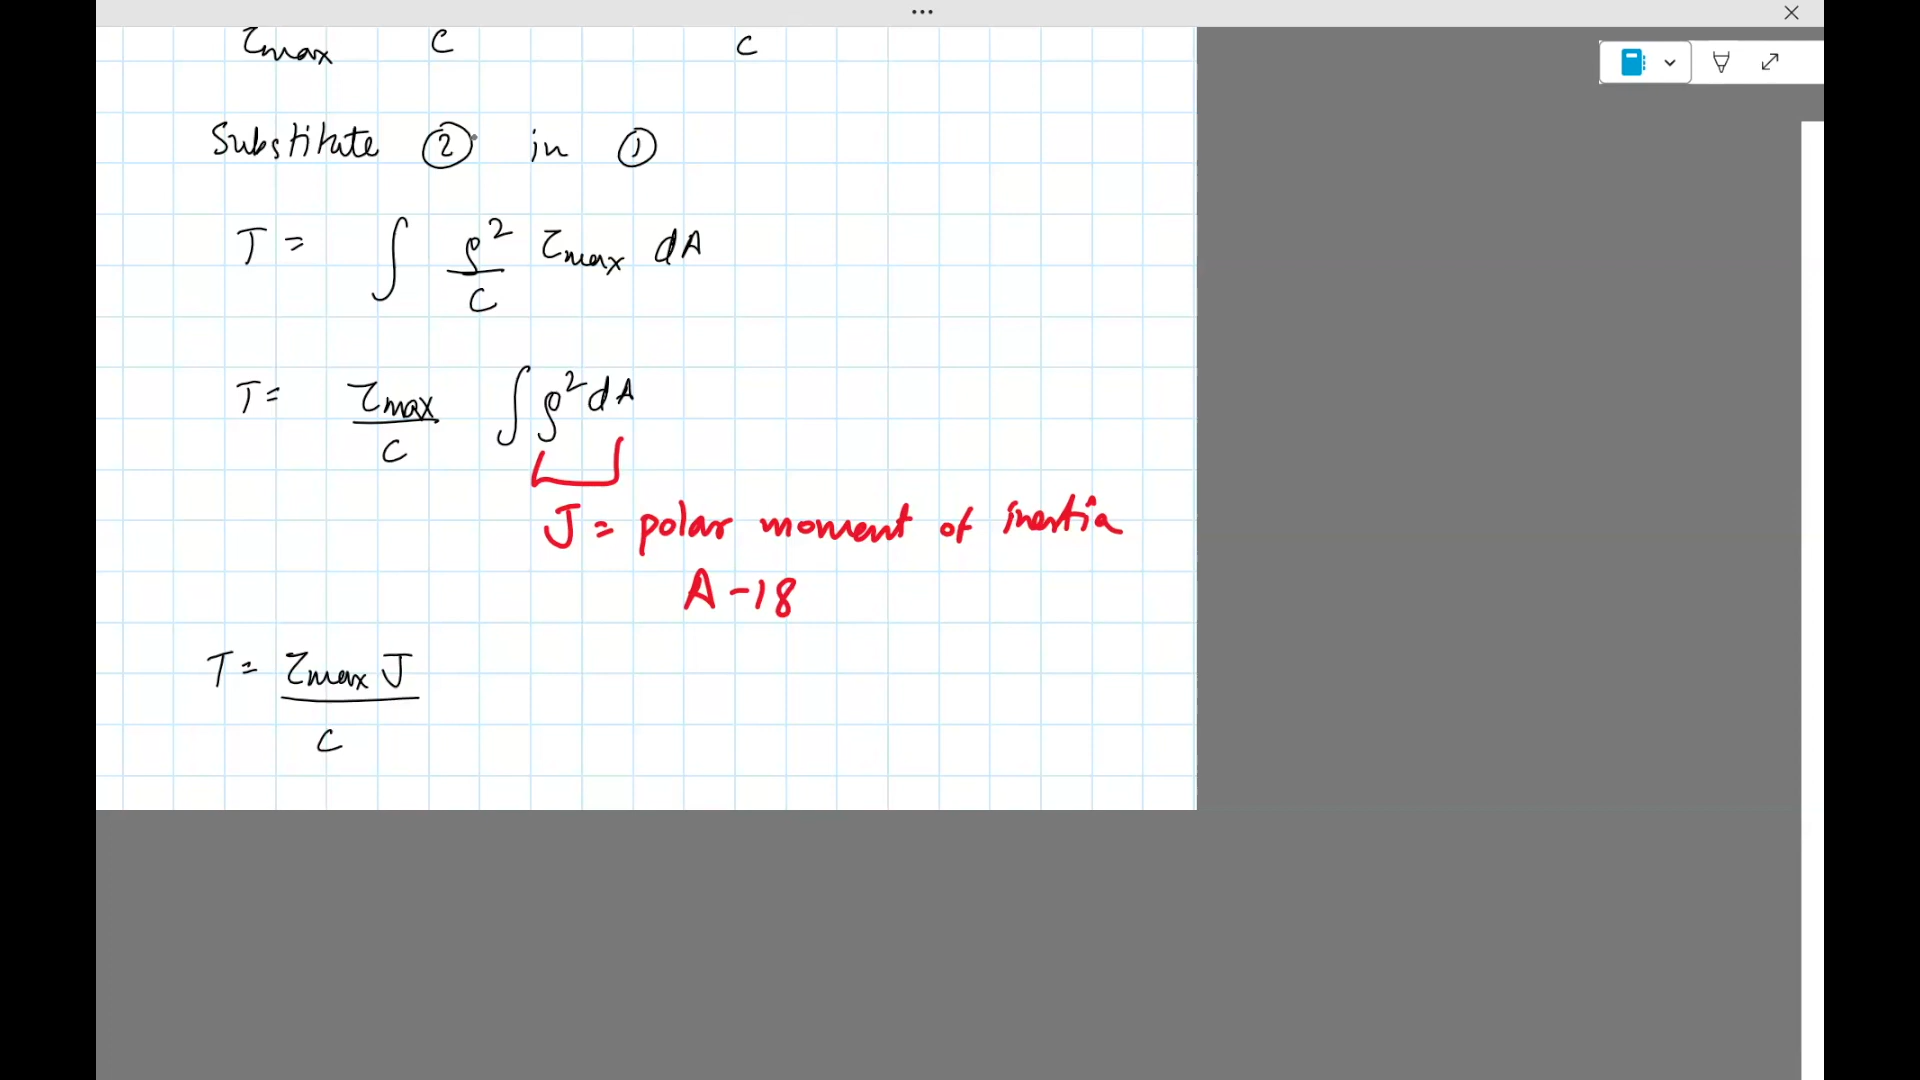 τmax c c
Substitute ② in ①
T = ∫ ρ²/c τmax dA
T = τmax/c ∫ρ² dA
J = polar moment of inertia
A-18
T = τmax J / c